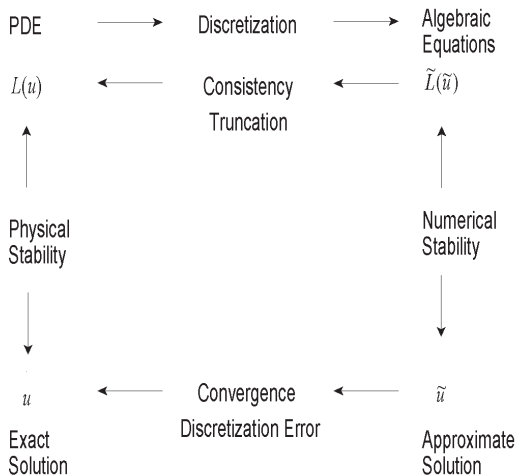 PDE
Discretization
Algebraic
Equations
L(u)
Consistency
Truncation
L̃(ũ)
Physical
Stability
Numerical
Stability
u
Convergence
Discretization Error
ũ
Exact
Solution
Approximate
Solution